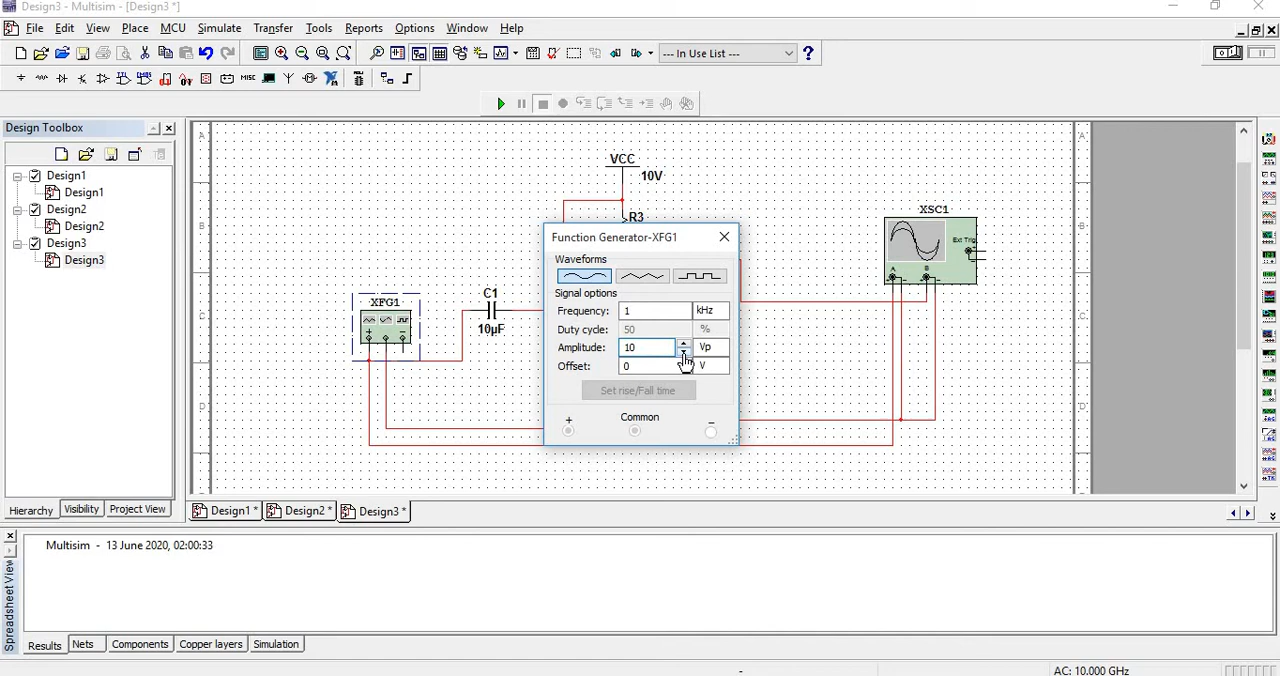 Design3 - Multisim - [Design3 *]
File Edit View Place MCU Simulate Transfer Tools Reports Options Window Help
--- In Use List ---
MISC
Design Toolbox
Design1
Design1
Design2
Design2
Design3
Design3
Hierarchy Visibility Project View
A A
B B
C C
D D
VCC
10V
R3
XFG1
C1
10µF
XSC1
Ext Trig
A B
Function Generator-XFG1
Waveforms
Signal options
Frequency: 1 kHz
Duty cycle: 50 %
Amplitude: 10 Vp
Offset: 0 V
Set rise/Fall time
+ Common −
Design1 * Design2 * Design3 *
Multisim - 13 June 2020, 02:00:33
Spreadsheet View
Results Nets Components Copper layers Simulation
- AC: 10.000 GHz